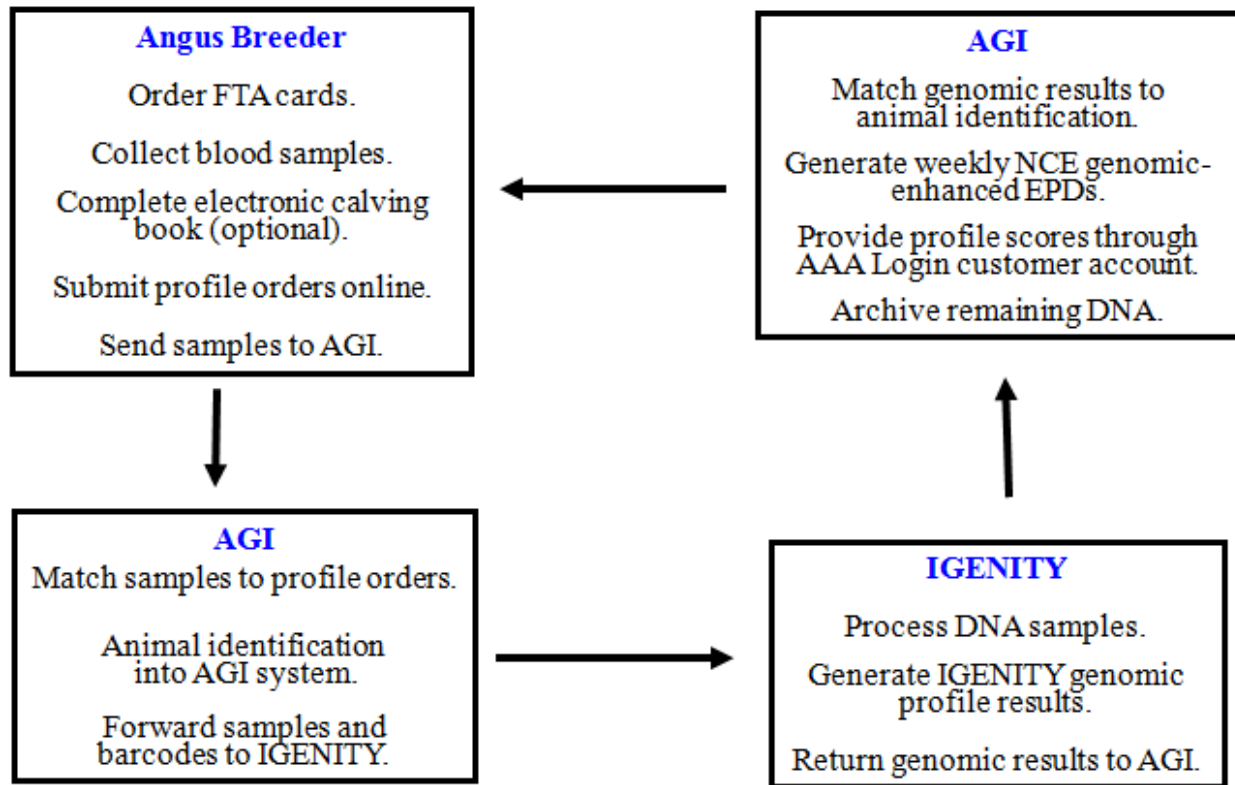 Angus Breeder
Order FTA cards.
Collect blood samples.
Complete electronic calving
book (optional).
Submit profile orders online.
Send samples to AGI.
AGI
Match genomic results to
animal identification.
Generate weekly NCE genomic-
enhanced EPDs.
Provide profile scores through
AAA Login customer account.
Archive remaining DNA.
AGI
Match samples to profile orders.
Animal identification
into AGI system.
Forward samples and
barcodes to IGENITY.
IGENITY
Process DNA samples.
Generate IGENITY genomic
profile results.
Return genomic results to AGI.